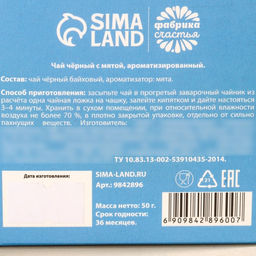 SIMA LAND
фабрика счастья
Чай чёрный с мятой, ароматизированный.
Состав: чай чёрный байховый, ароматизатор: мята.
Способ приготовления: засыпьте в прогретый заварочный чайник из
расчёта одна чайная ложка на чашку, залейте кипятком и дайте настояться
3–4 минуты. Хранить в сухом помещении, при относительной влажности
воздуха не более 70 %, в плотно закрытой упаковке, отдельно от сильно
пахнущих веществ. Изготовитель:
ТУ 10.83.13-002-53910435-2014.
Дата изготовления:
SIMA-LAND.RU
Арт. 9842896
Масса нетто: 50 г.
Срок годности:
36 месяцев.
EAC
6 909842 896007